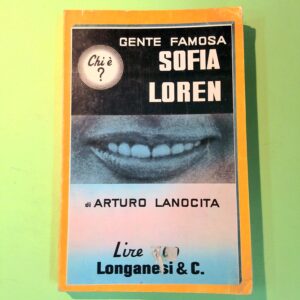 GENTE FAMOSA
Chi è
?
SOFIA
LOREN
di ARTURO LANOCITA
Lire
Longanesi & C.